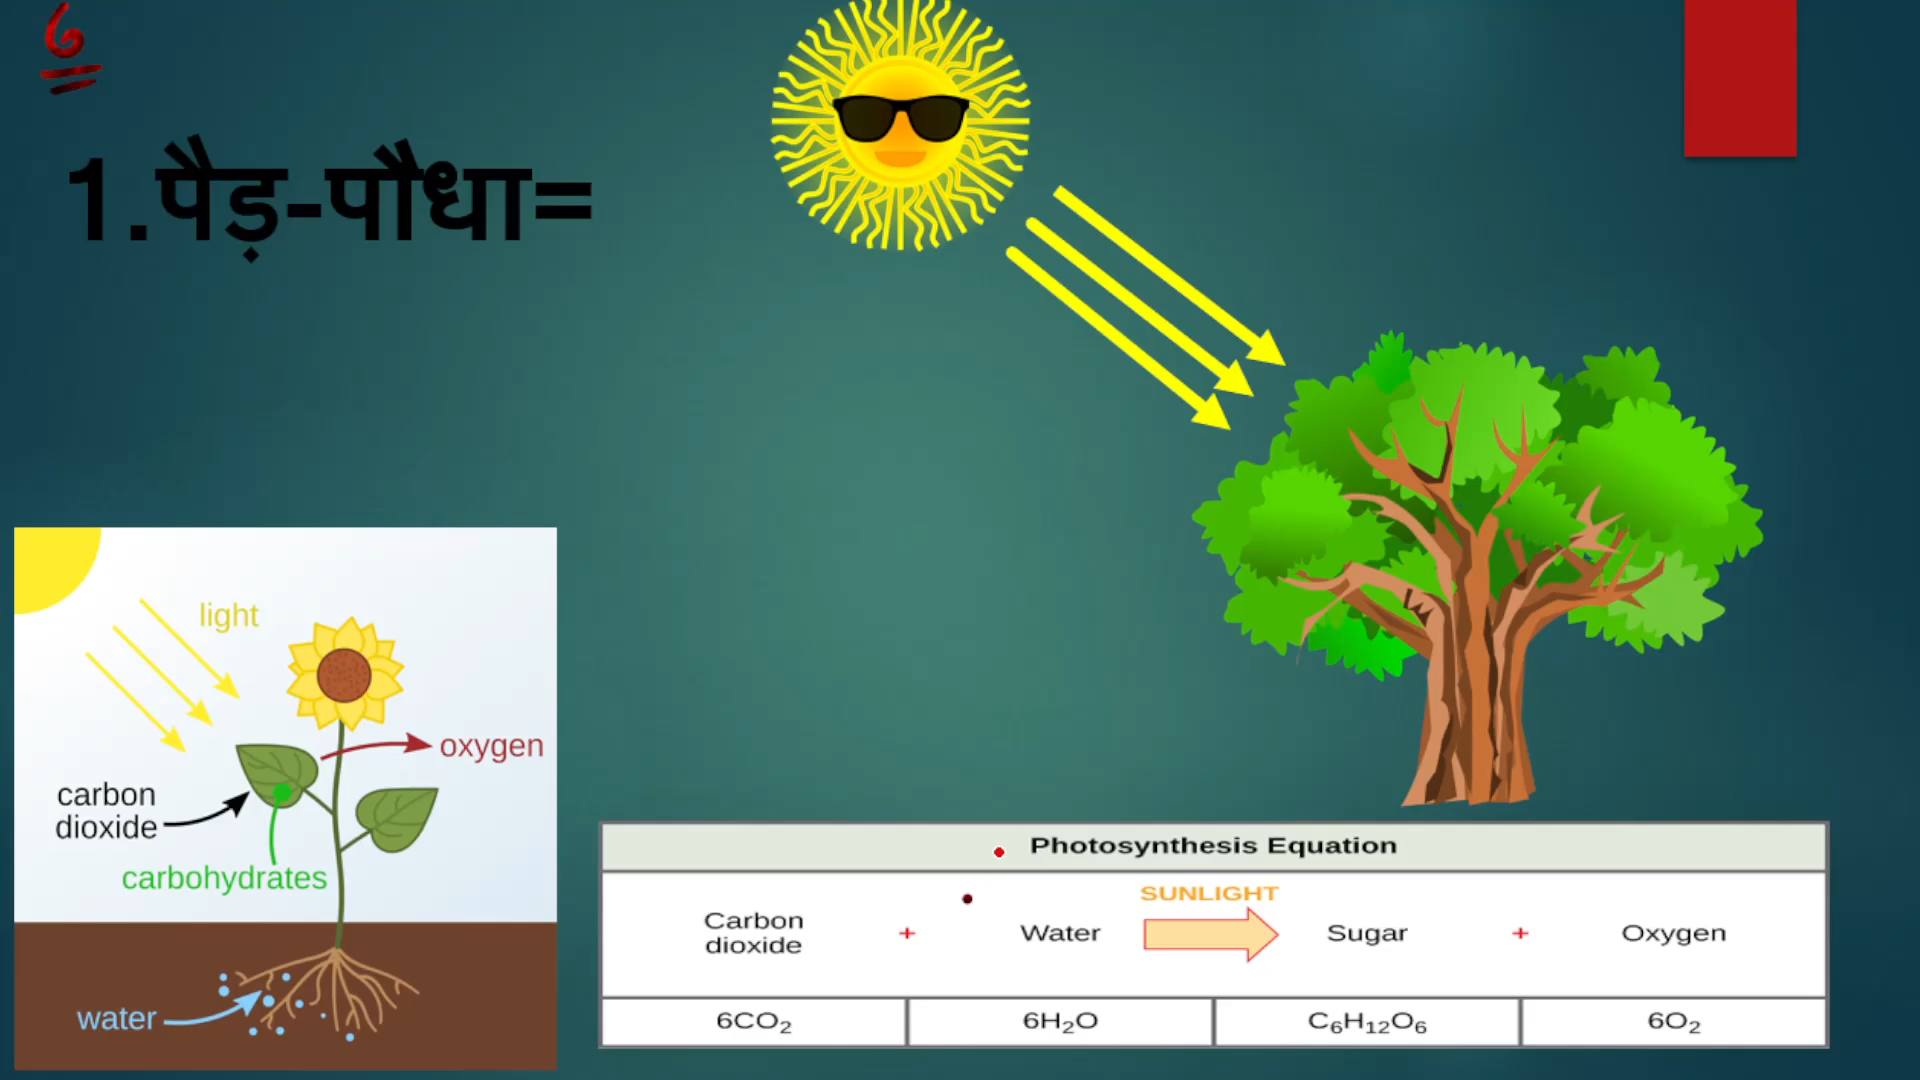 6
1.पैड़-पौधा=
light
oxygen
carbon
dioxide
carbohydrates
water
Photosynthesis Equation
SUNLIGHT
Carbon
dioxide + Water Sugar + Oxygen
6CO₂ 6H₂O C₆H₁₂O₆ 6O₂